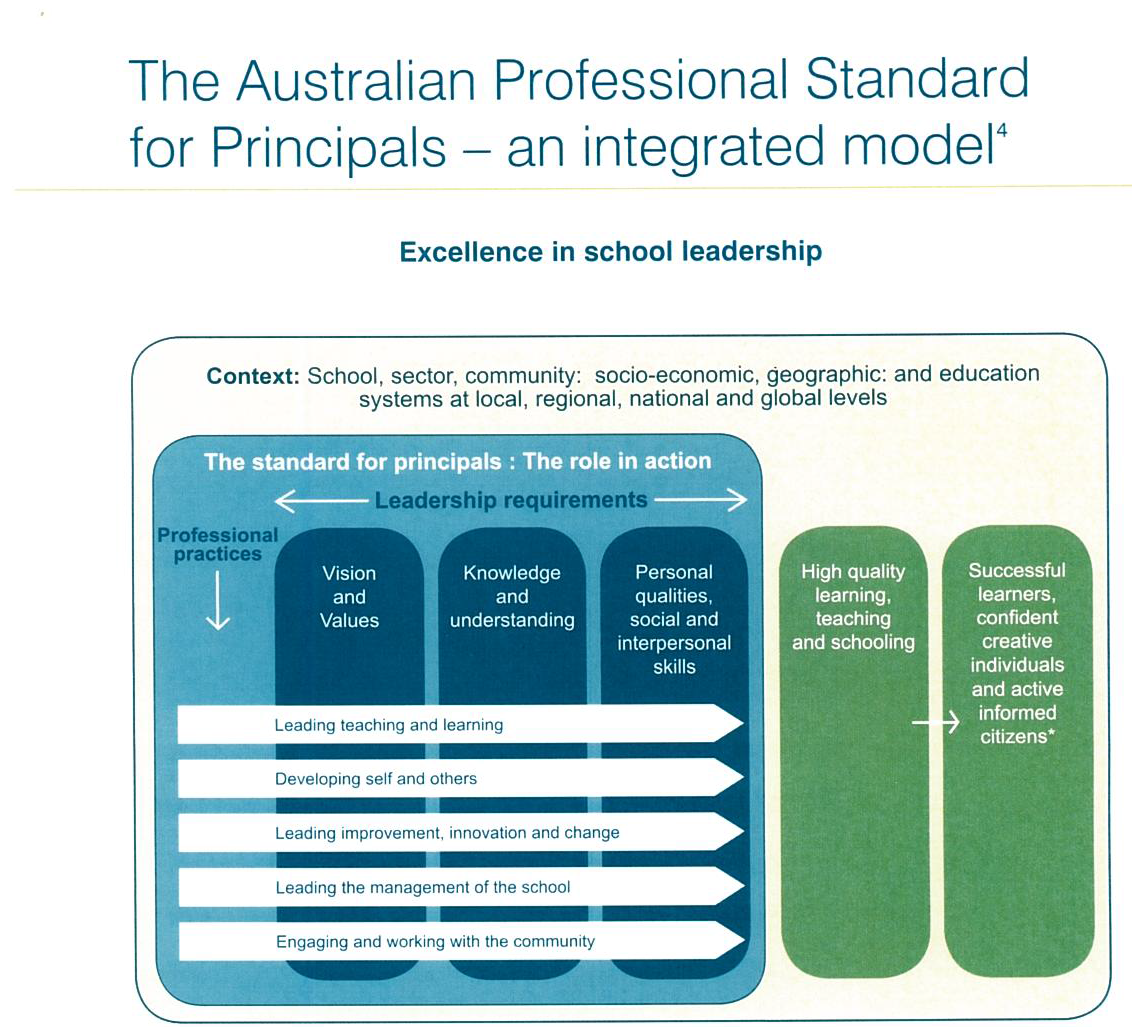 The Australian Professional Standard
for Principals – an integrated model⁴
Excellence in school leadership
Context: School, sector, community: socio-economic, geographic: and education
systems at local, regional, national and global levels
The standard for principals : The role in action
Leadership requirements
Professional
practices
Vision
and
Values
Knowledge
and
understanding
Personal
qualities,
social and
interpersonal
skills
High quality
learning,
teaching
and schooling
Successful
learners,
confident
creative
individuals
and active
informed
citizens*
Leading teaching and learning
Developing self and others
Leading improvement, innovation and change
Leading the management of the school
Engaging and working with the community